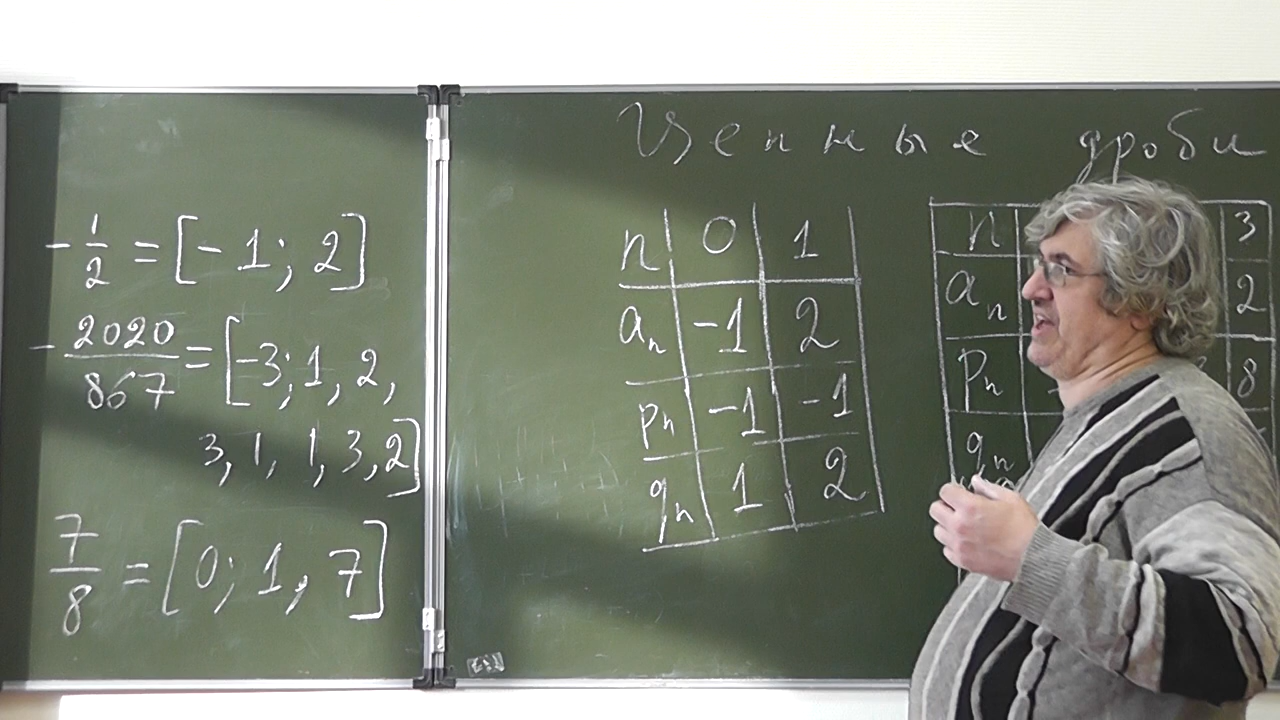 Цепные дроби
-1/2 = [-1; 2]
-2020/867 = [-3; 1, 2,
3, 1, 1, 3, 2]
7/8 = [0; 1, 7]
n 0 1
aₙ -1 2
pₙ -1 -1
qₙ 1 2
n 3
aₙ 2
pₙ 8
qₙ